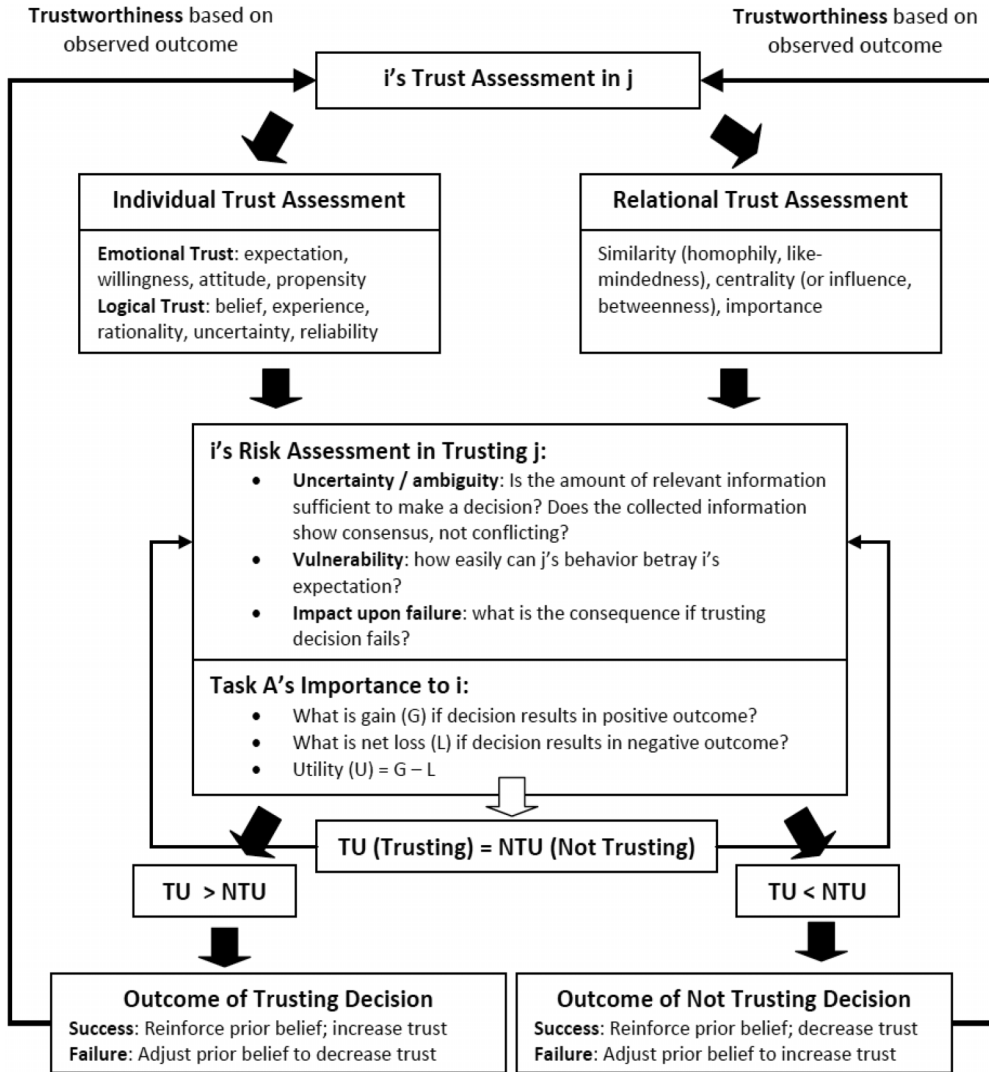 Trustworthiness based on
observed outcome
Trustworthiness based on
observed outcome
i's Trust Assessment in j
Individual Trust Assessment
Emotional Trust: expectation,
willingness, attitude, propensity
Logical Trust: belief, experience,
rationality, uncertainty, reliability
Relational Trust Assessment
Similarity (homophily, like-
mindedness), centrality (or influence,
betweenness), importance
i's Risk Assessment in Trusting j:
• Uncertainty / ambiguity: Is the amount of relevant information
sufficient to make a decision? Does the collected information
show consensus, not conflicting?
• Vulnerability: how easily can j's behavior betray i's
expectation?
• Impact upon failure: what is the consequence if trusting
decision fails?
Task A's Importance to i:
• What is gain (G) if decision results in positive outcome?
• What is net loss (L) if decision results in negative outcome?
• Utility (U) = G – L
TU (Trusting) = NTU (Not Trusting)
TU > NTU
TU < NTU
Outcome of Trusting Decision
Success: Reinforce prior belief; increase trust
Failure: Adjust prior belief to decrease trust
Outcome of Not Trusting Decision
Success: Reinforce prior belief; decrease trust
Failure: Adjust prior belief to increase trust